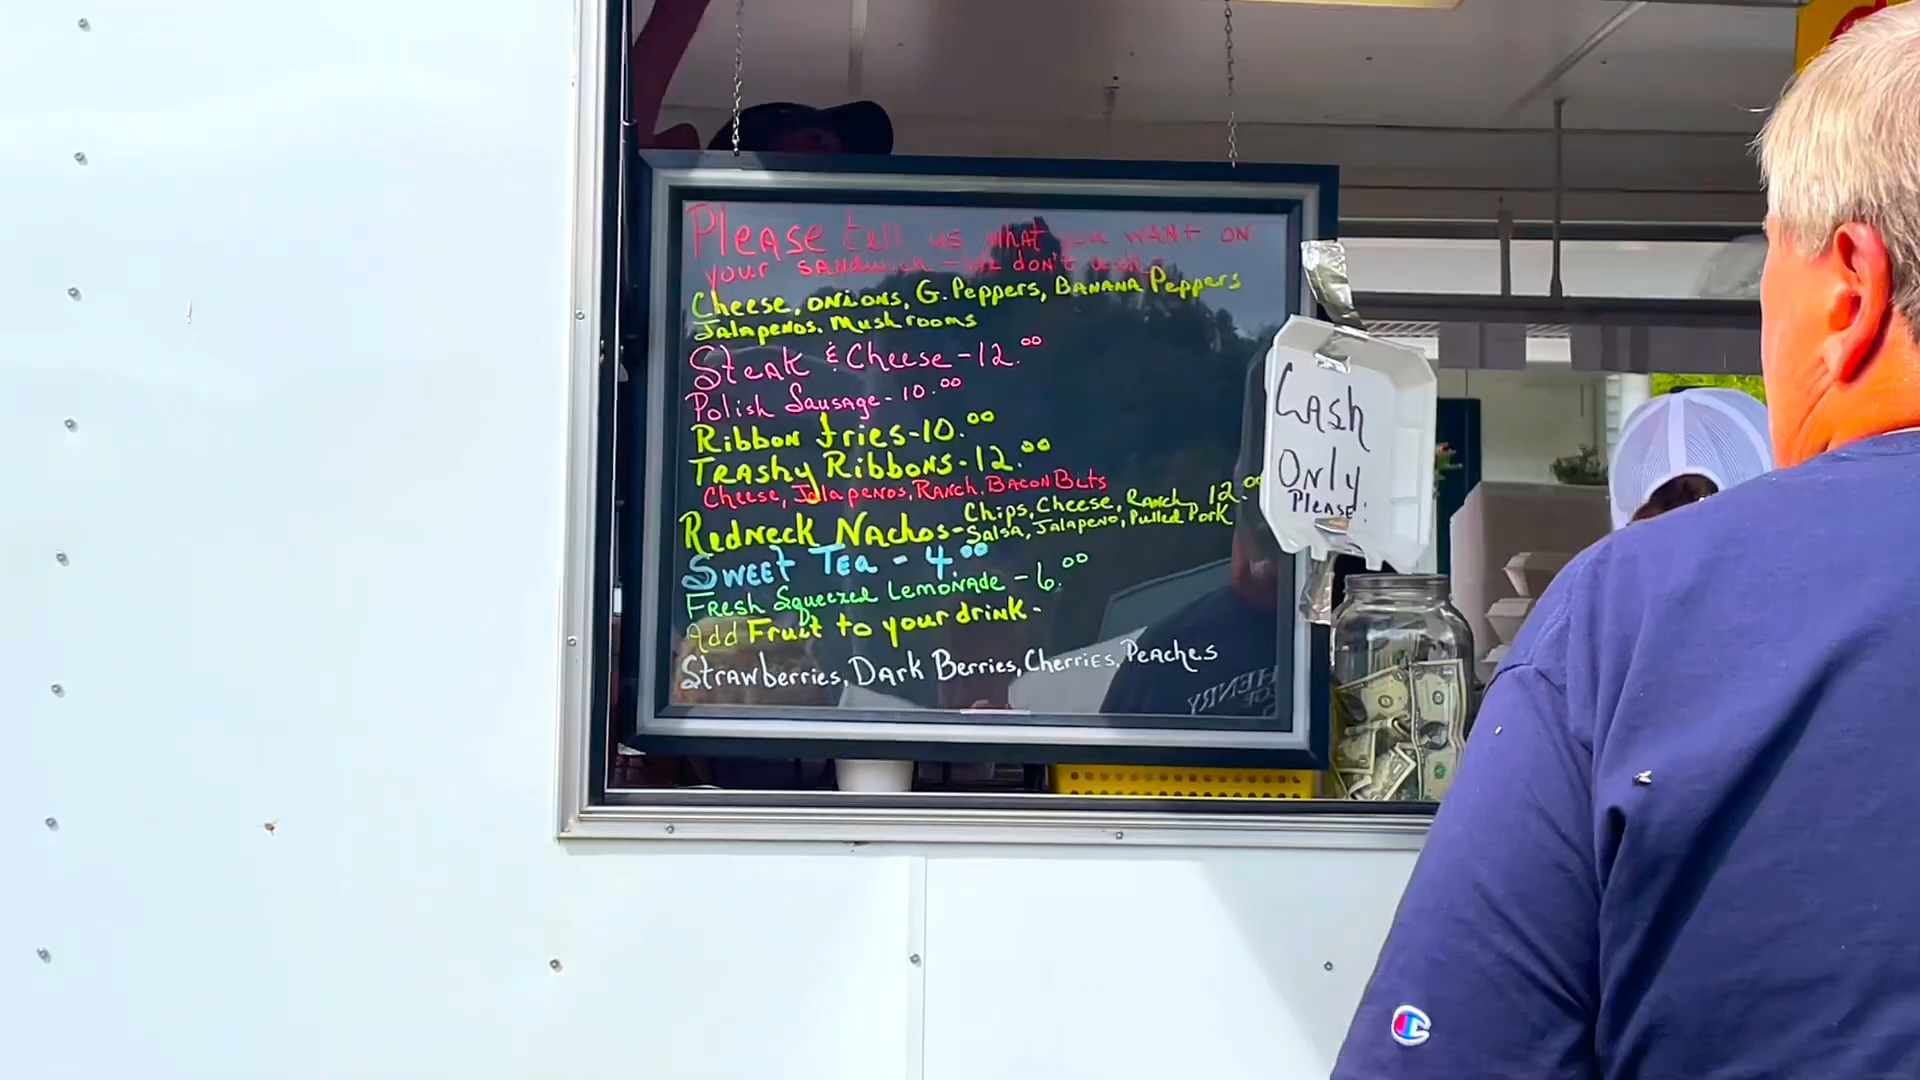 Please tell us what you want on
your sandwich - We don't ask -
Cheese, onions, G. Peppers, Banana Peppers
Jalapenos, Mushrooms
Steak & Cheese - 12.00
Polish Sausage - 10.00
Ribbon fries - 10.00
Trashy Ribbons - 12.00
Cheese, Jalapenos, Ranch, Bacon Bits
Redneck Nachos - Chips, Cheese, Ranch, 12.00
Salsa, Jalapeno, Pulled Pork
Sweet Tea - 4.00
Fresh Squeezed Lemonade - 6.00
Add Fruit to your drink -
Strawberries, Dark Berries, Cherries, Peaches
Cash
Only
Please!
HENRY